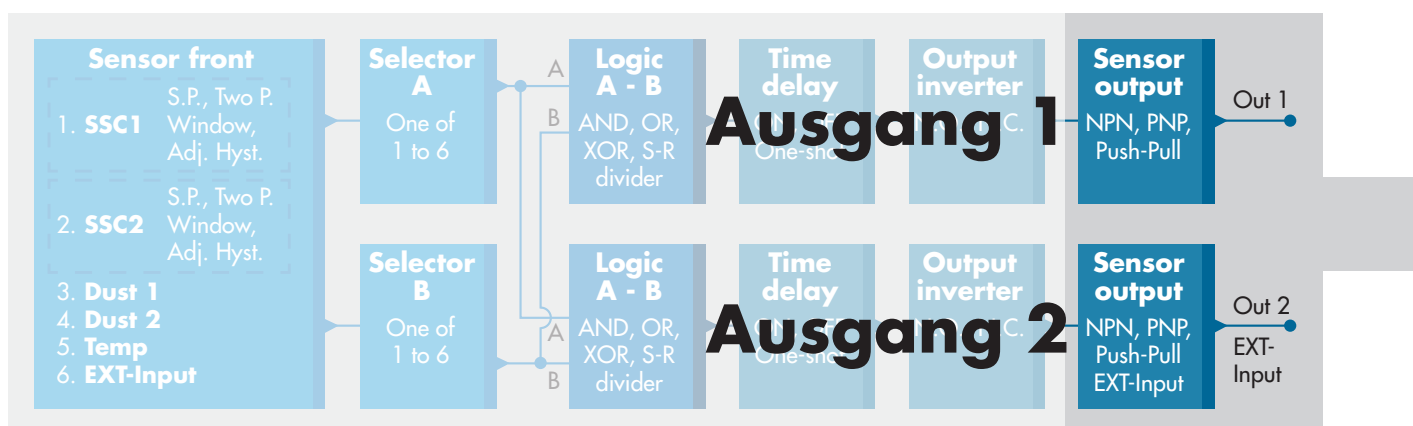 Sensor front
1. SSC1
S.P., Two P.
Window,
Adj. Hyst.
2. SSC2
S.P., Two P.
Window,
Adj. Hyst.
3. Dust 1
4. Dust 2
5. Temp
6. EXT-Input
Selector
A
One of
1 to 6
Selector
B
One of
1 to 6
A
B
Logic
A - B
AND, OR,
XOR, S-R
divider
Time
delay
One-shot
Output
inverter
Ausgang 1
Sensor
output
NPN, PNP,
Push-Pull
Out 1
A
B
Logic
A - B
AND, OR,
XOR, S-R
divider
Time
delay
One-shot
Output
inverter
Ausgang 2
Sensor
output
NPN, PNP,
Push-Pull
EXT-Input
Out 2
EXT-
Input